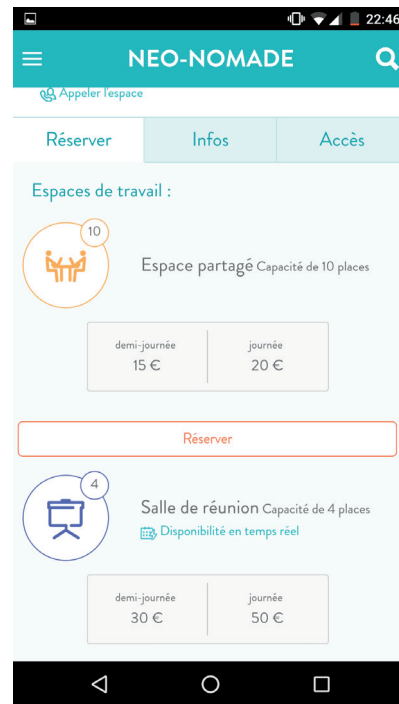 22:46
NEO-NOMADE
Appeler l'espace
Réserver Infos Accès
Espaces de travail :
10
Espace partagé Capacité de 10 places
demi-journée journée
15 € 20 €
Réserver
4
Salle de réunion Capacité de 4 places
Disponibilité en temps réel
demi-journée journée
30 € 50 €